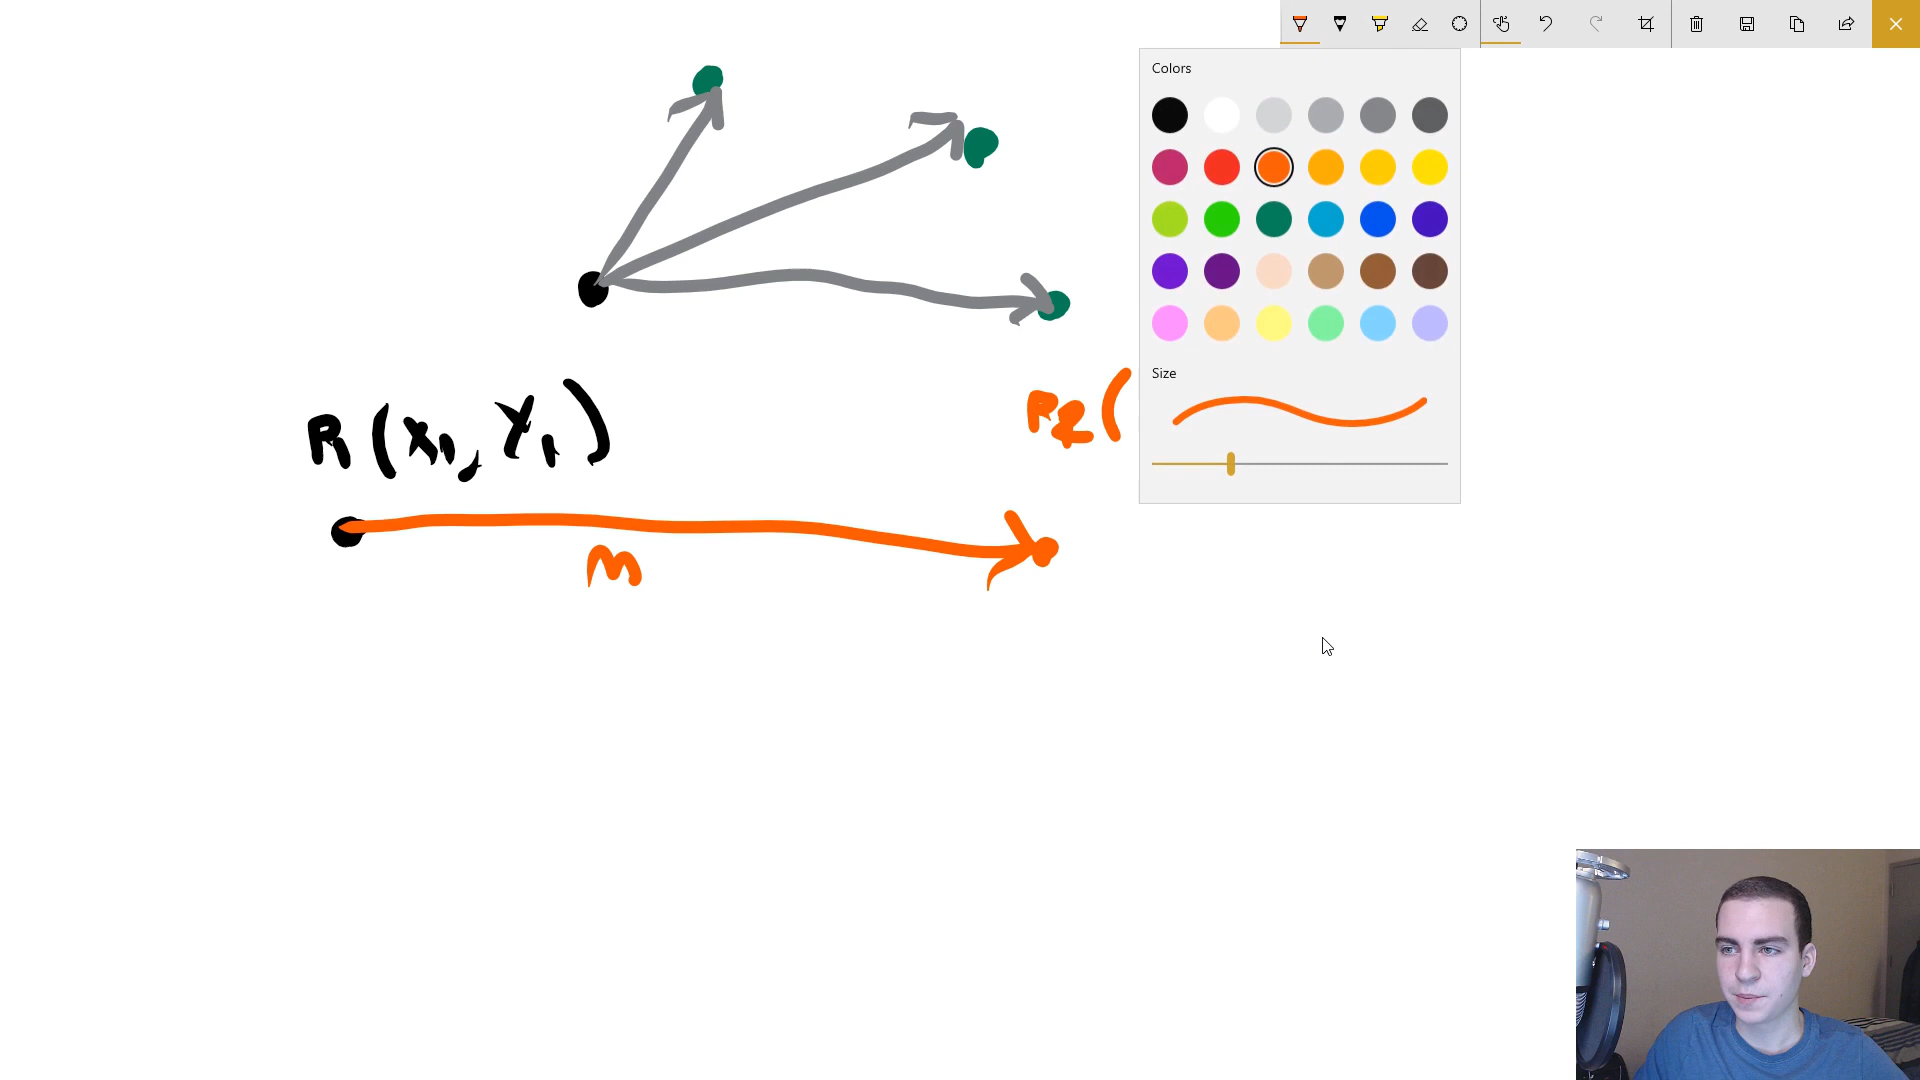 Colors
R(x1, Y1)
R2(
Size
m